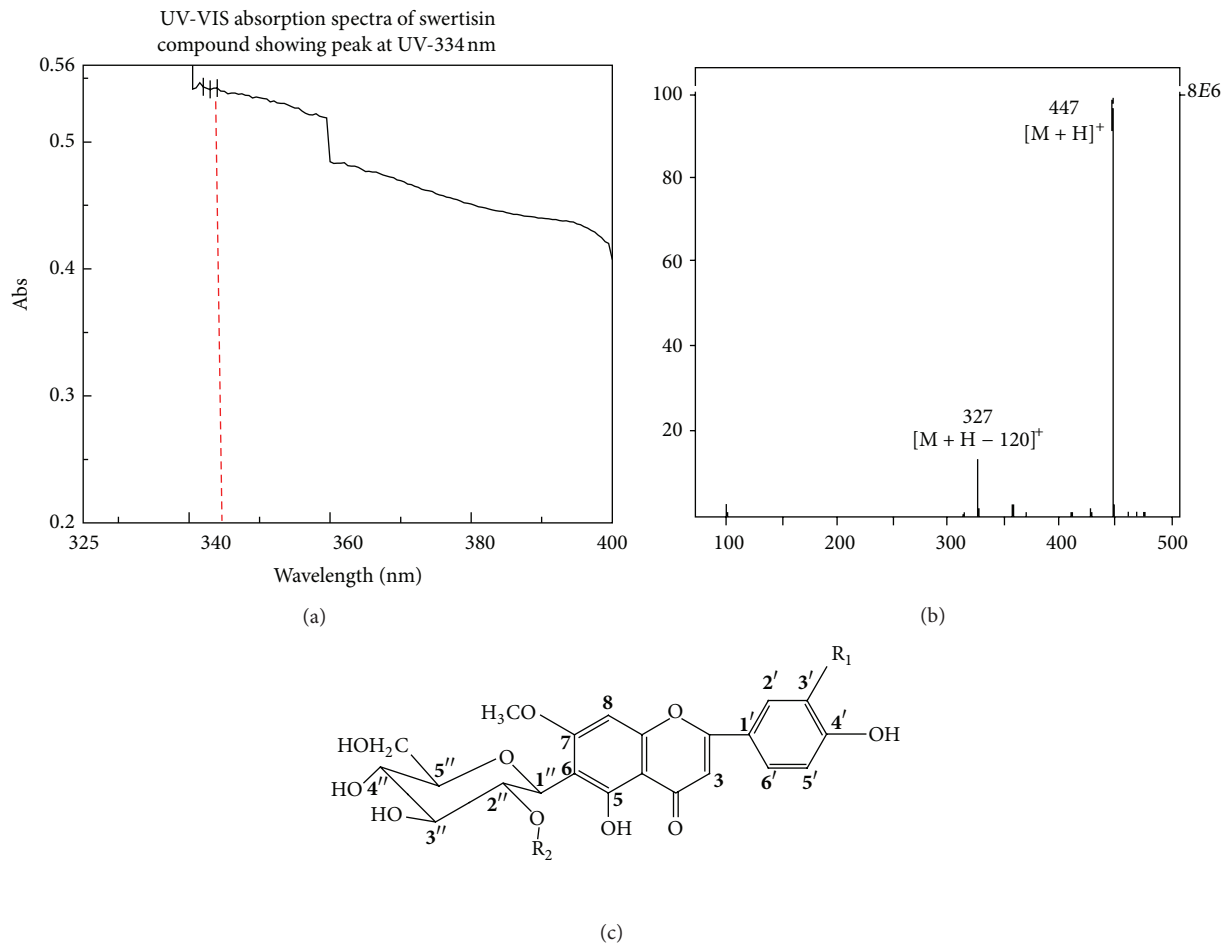 UV-VIS absorption spectra of swertisin
compound showing peak at UV-334 nm
0.56
0.5
0.4
0.3
0.2
Abs
325
340
360
380
400
Wavelength (nm)
(a)
100
80
60
40
20
8E6
447
[M + H]⁺
327
[M + H − 120]⁺
100
200
300
400
500
(b)
R₁
2′
3′
8
H₃CO
O
1′
4′
OH
7
HOH₂C
O
5″
1″
6
3
6′
5′
HO
4″
2″
5
HO
3″
O
OH
O
R₂
(c)